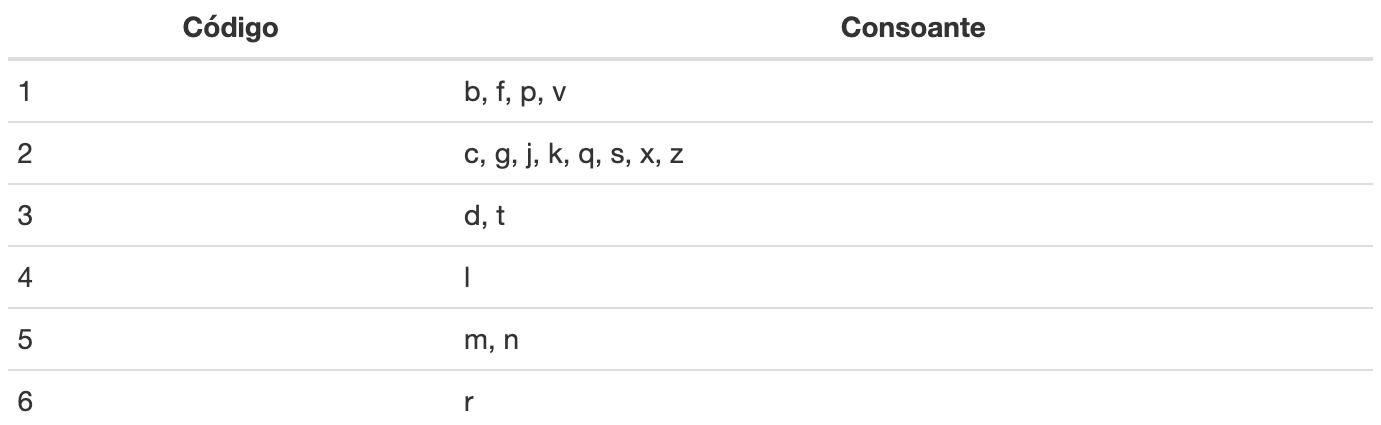 Código Consoante
1 b, f, p, v
2 c, g, j, k, q, s, x, z
3 d, t
4 l
5 m, n
6 r